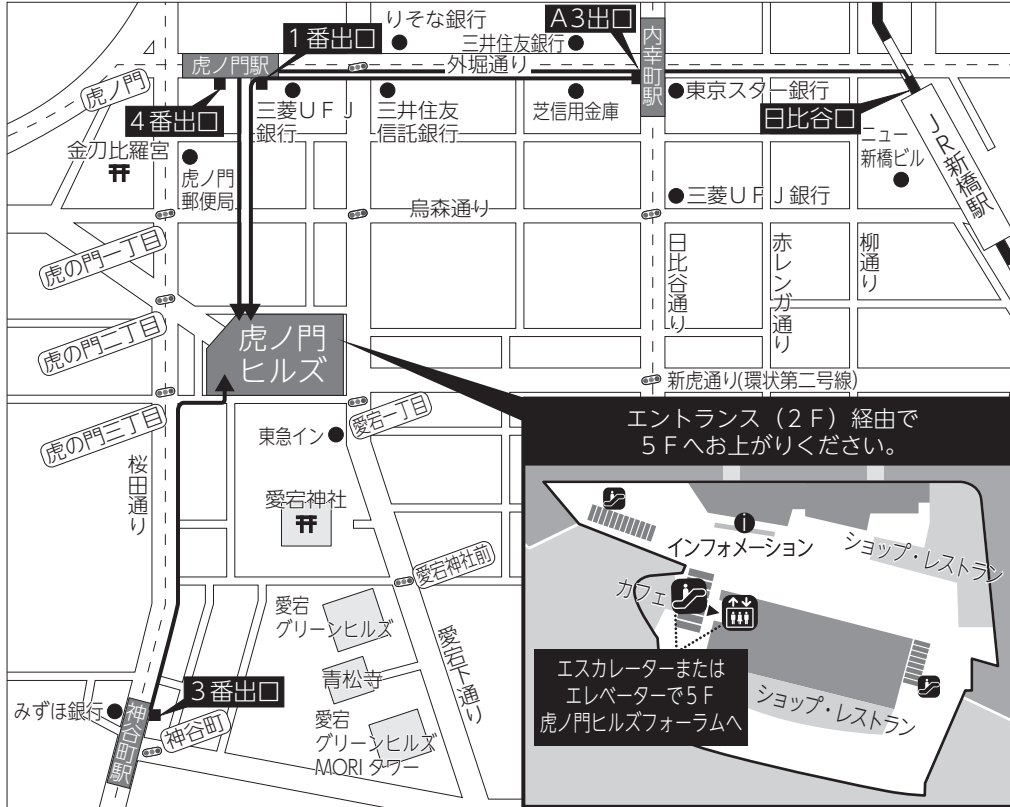 りそな銀行
A3出口
1番出口
三井住友銀行
内幸町駅
虎ノ門駅
外堀通り
虎ノ門
4番出口
三菱UFJ
銀行
三井住友
信託銀行
芝信用金庫
東京スター銀行
日比谷口
ニュー
新橋ビル
JR新橋駅
金刀比羅宮
虎ノ門
郵便局
烏森通り
三菱UFJ銀行
虎の門一丁目
日比谷通り
赤レンガ通り
柳通り
虎の門二丁目
虎ノ門
ヒルズ
新虎通り(環状第二号線)
虎の門三丁目
愛宕一丁目
東急イン
桜田通り
愛宕神社
愛宕神社前
愛宕
グリーンヒルズ
愛宕下通り
青松寺
3番出口
みずほ銀行
神谷町
神谷町駅
愛宕
グリーンヒルズ
MORIタワー
エントランス（2F）経由で
5Fへお上がりください。
インフォメーション
ショップ・レストラン
カフェ
エスカレーターまたは
エレベーターで5F
虎ノ門ヒルズフォーラムへ
ショップ・レストラン